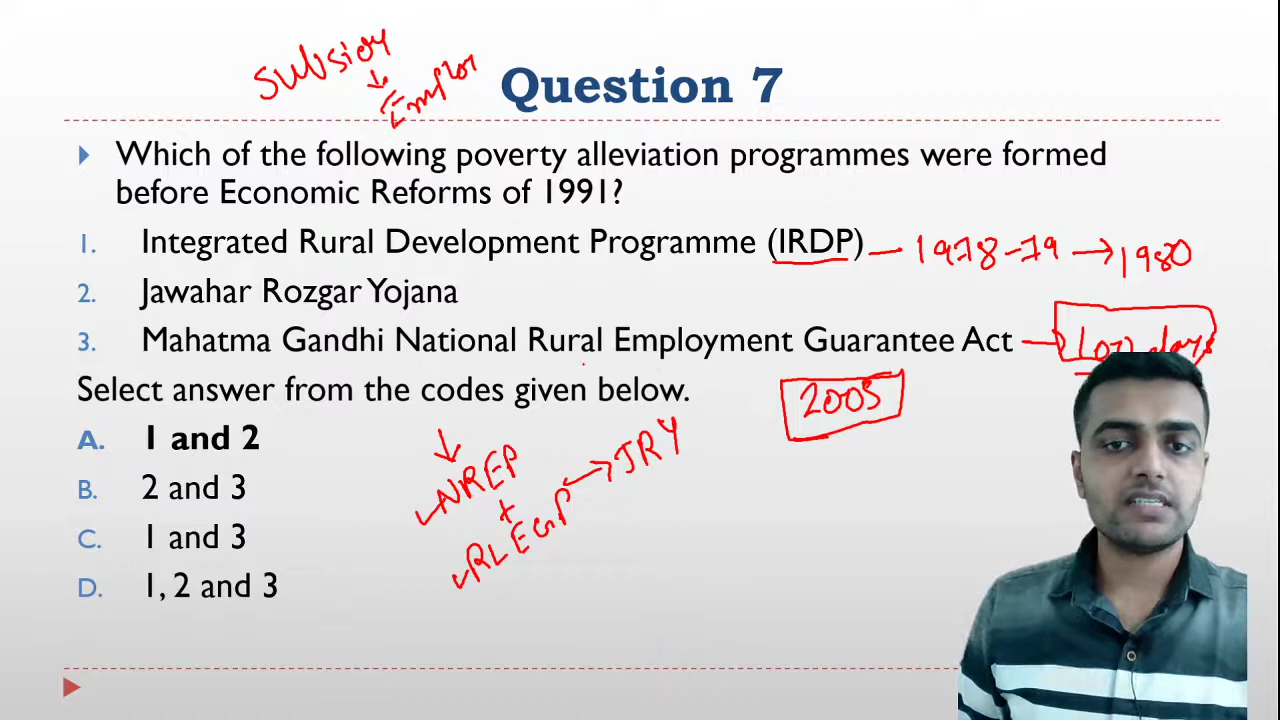 Subsidy
Employ
Question 7
Which of the following poverty alleviation programmes were formed
before Economic Reforms of 1991?
1. Integrated Rural Development Programme (IRDP) — 1978-79 → 1980
2. Jawahar Rozgar Yojana
3. Mahatma Gandhi National Rural Employment Guarantee Act → 100 days
Select answer from the codes given below.
2005
A. 1 and 2
B. 2 and 3
C. 1 and 3
D. 1, 2 and 3
NREP
+
RLEGP → JRY